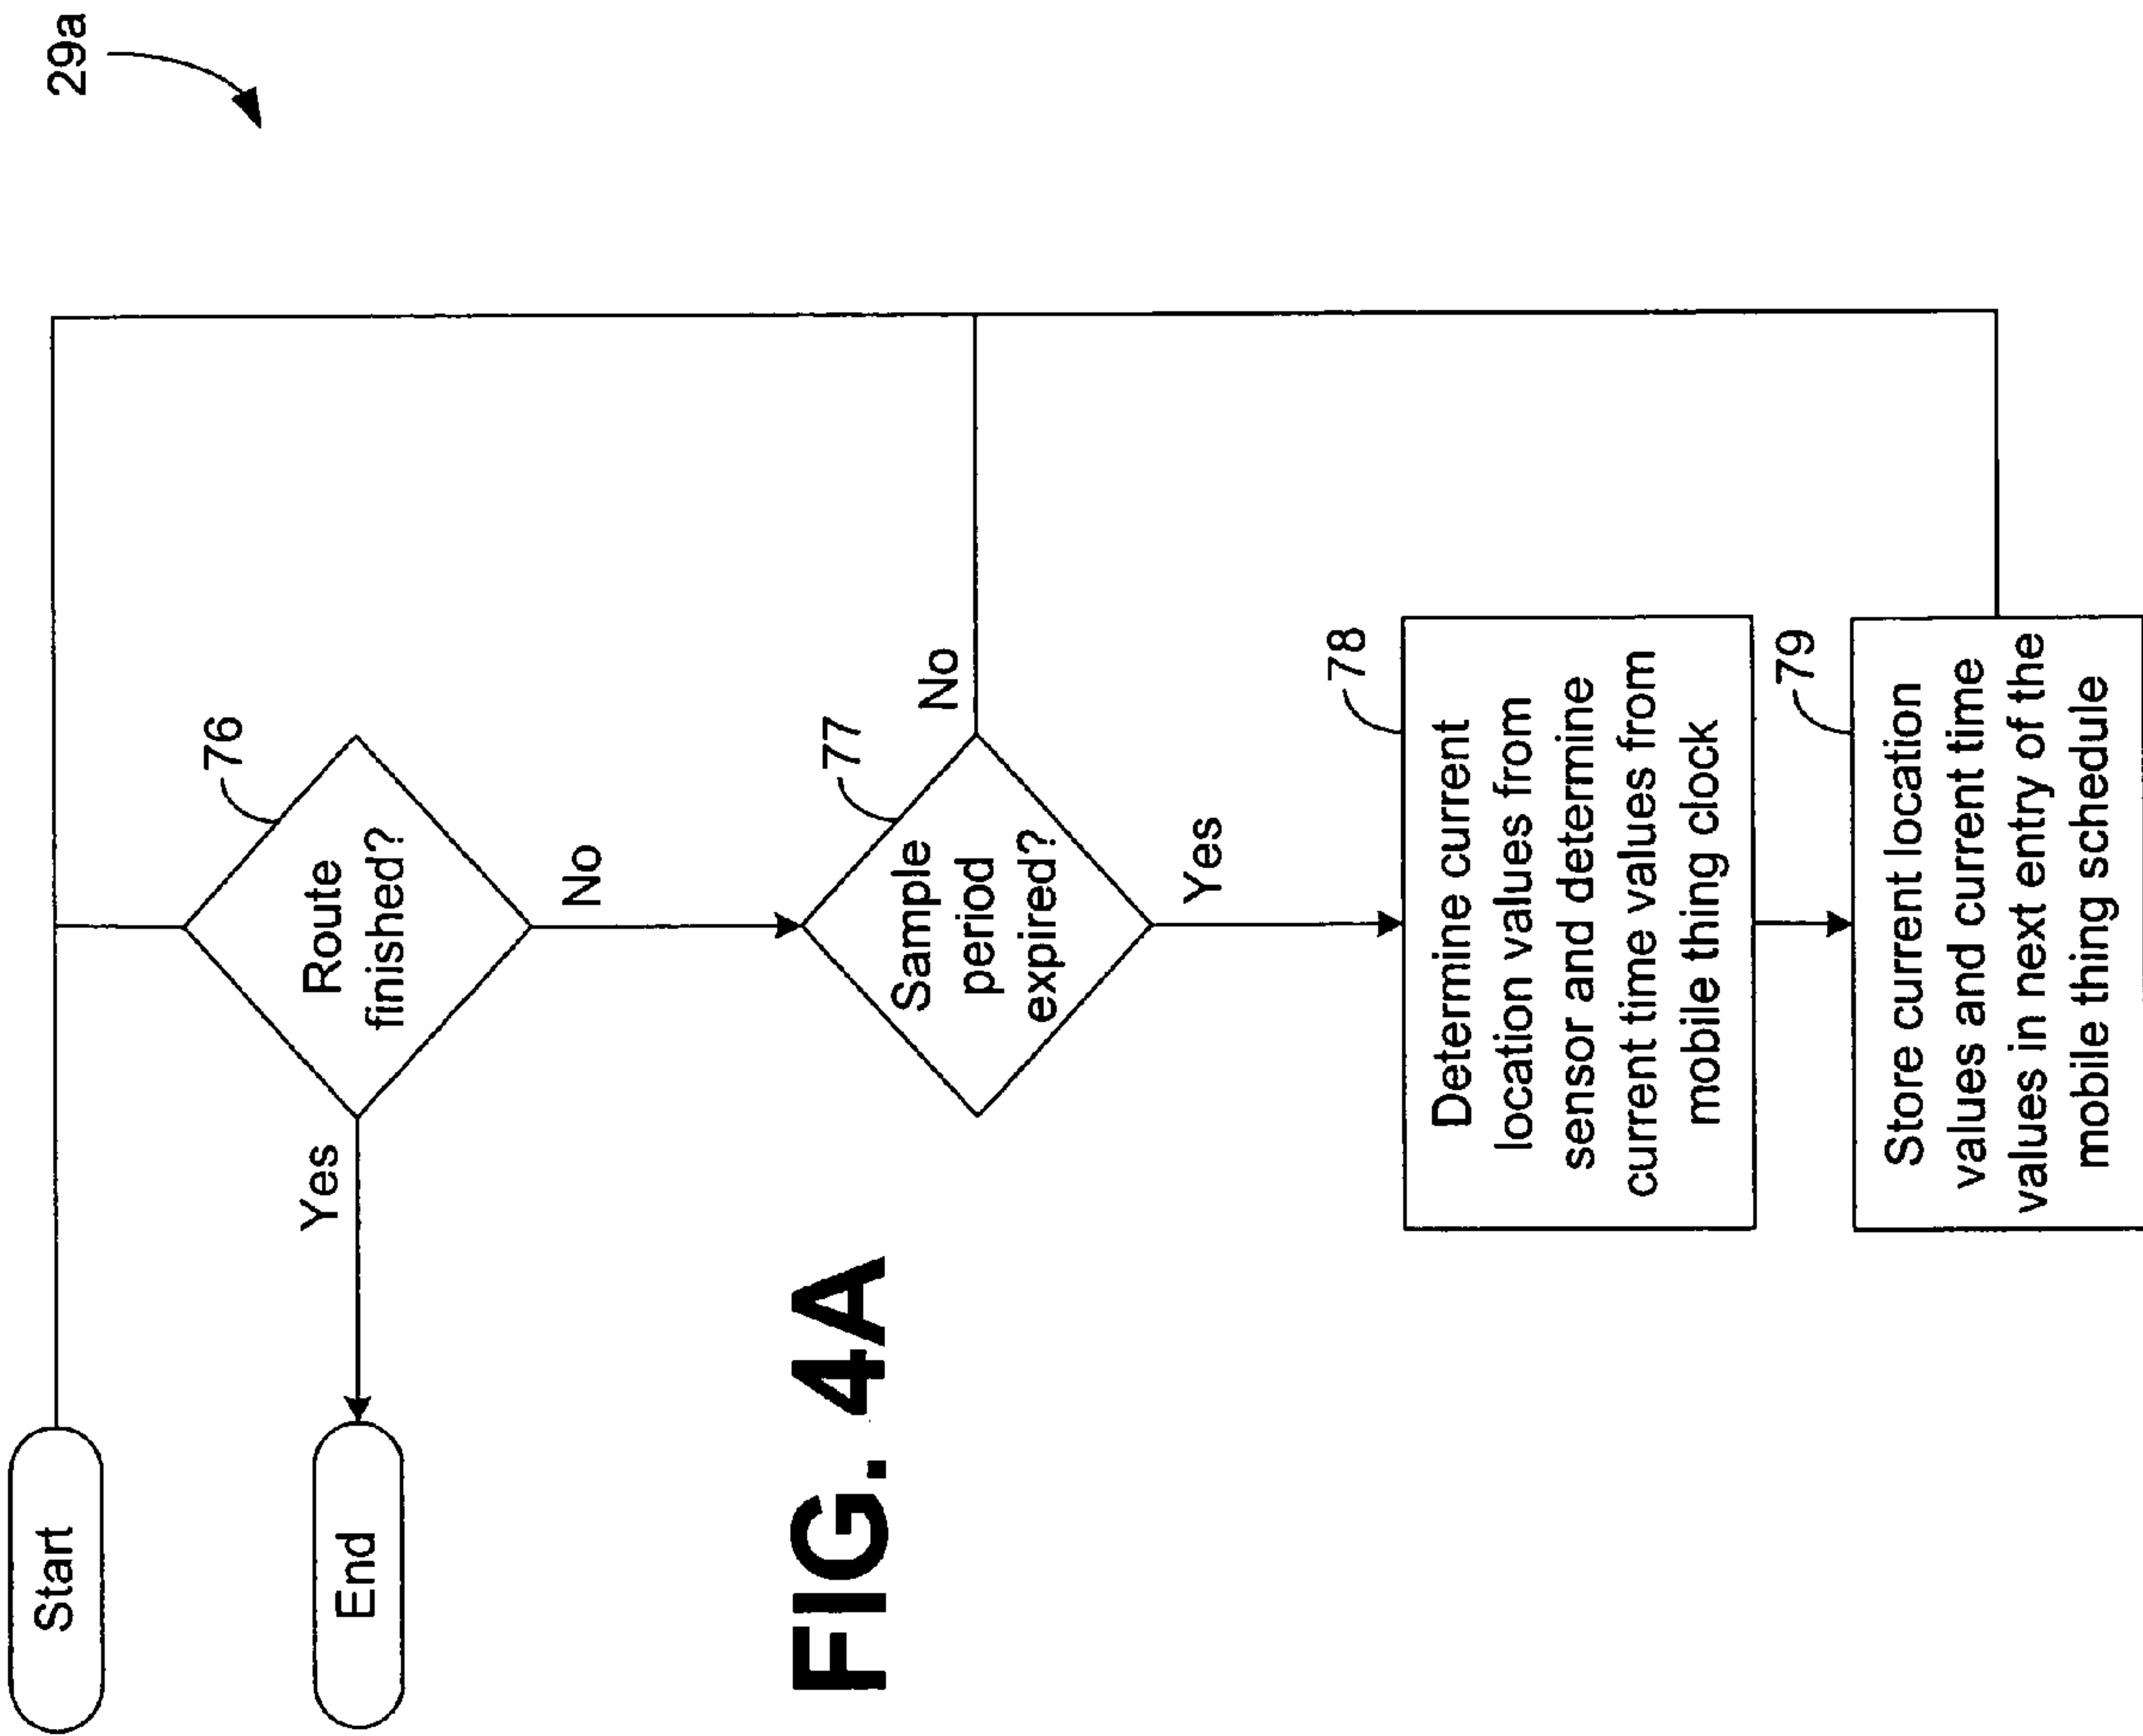 29a
Start
76
Route
finished?
Yes
End
No
77
Sample
period
expired?
No
Yes
78
Determine current
location values from
sensor and determine
current time values from
mobile thing clock
79
Store current location
values and current time
values in next entry of the
mobile thing schedule
FIG. 4A